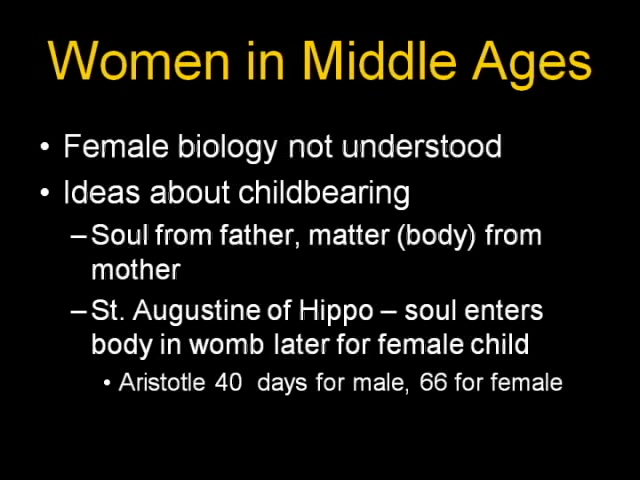 Women in Middle Ages
• Female biology not understood
• Ideas about childbearing
–Soul from father, matter (body) from
mother
–St. Augustine of Hippo – soul enters
body in womb later for female child
• Aristotle 40  days for male, 66 for female